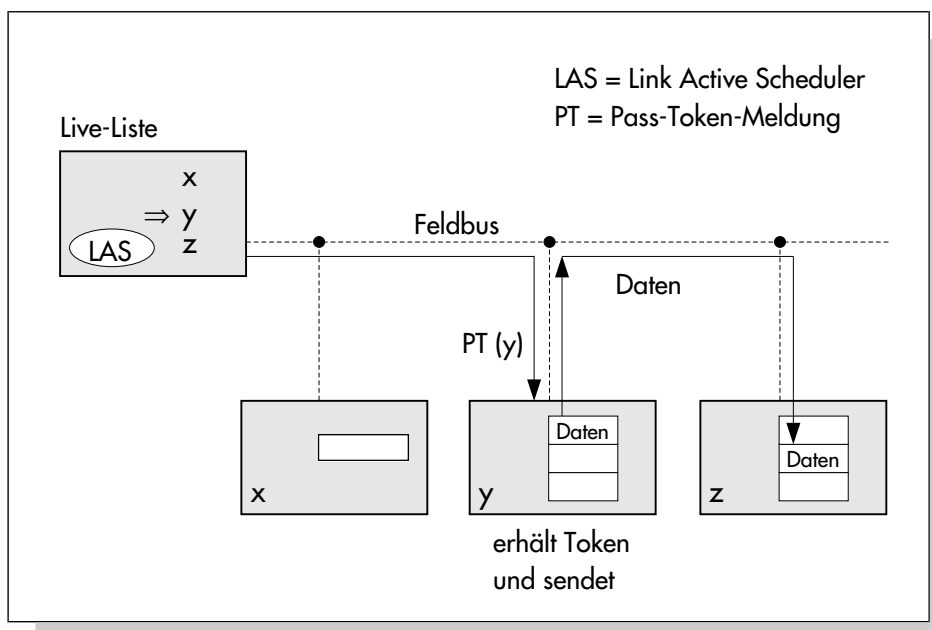 LAS = Link Active Scheduler
PT = Pass-Token-Meldung
Live-Liste
x
⇒ y
LAS z
Feldbus
Daten
PT (y)
Daten
Daten
x
y
z
erhält Token
und sendet